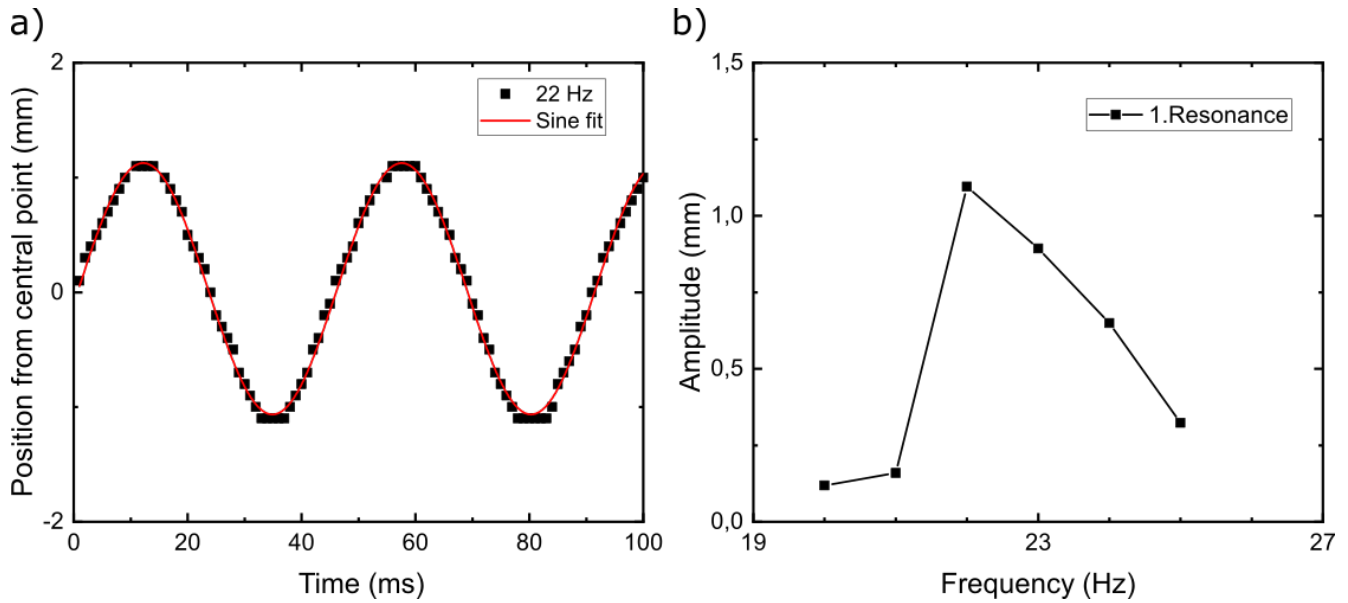 a)
2
0
-2
0 20 40 60 80 100
Position from central point (mm)
Time (ms)
22 Hz
Sine fit
b)
1,5
1,0
0,5
0,0
19 23 27
Amplitude (mm)
Frequency (Hz)
1.Resonance